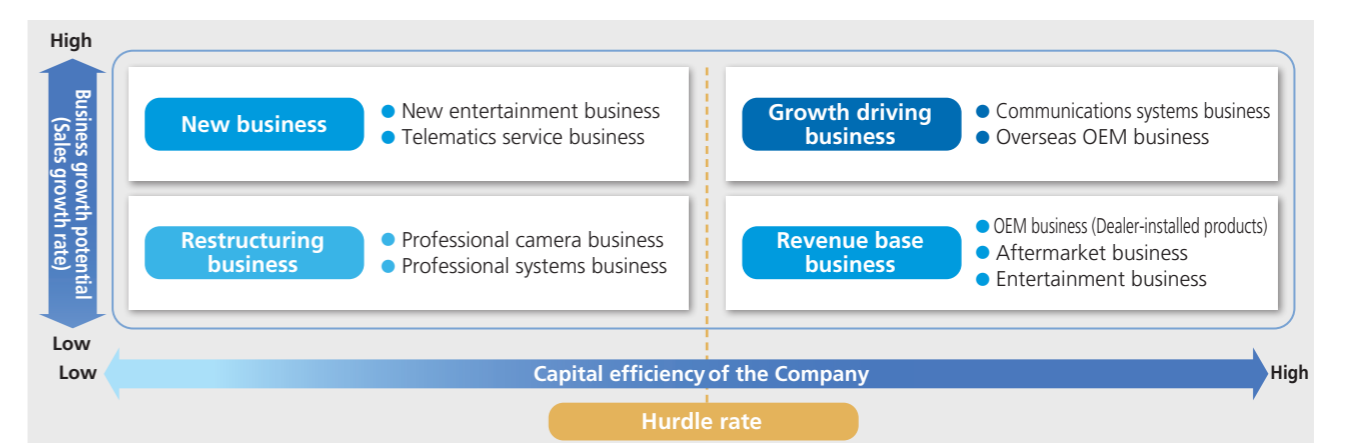 High
Business growth potential
(Sales growth rate)
New business
● New entertainment business
● Telematics service business
Growth driving
business
● Communications systems business
● Overseas OEM business
Restructuring
business
● Professional camera business
● Professional systems business
Revenue base
business
● OEM business (Dealer-installed products)
● Aftermarket business
● Entertainment business
Low
Low
Capital efficiency of the Company
High
Hurdle rate